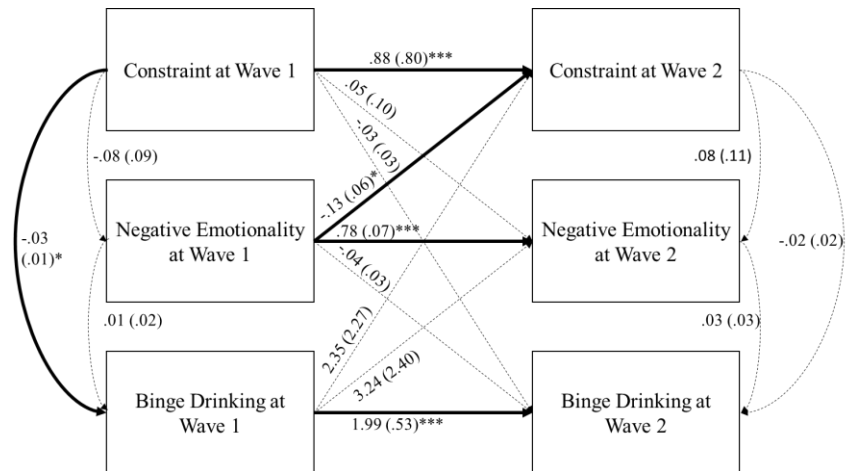 Constraint at Wave 1
Constraint at Wave 2
.88 (.80)***
.05 (.10)
-.03 (.03)
-.08 (.09)
.08 (.11)
-.13 (.06)*
Negative Emotionality
at Wave 1
Negative Emotionality
at Wave 2
.78 (.07)***
-.03
(.01)*
-.02 (.02)
-.04 (.03)
.01 (.02)
.03 (.03)
2.35 (2.27)
3.24 (2.40)
Binge Drinking at
Wave 1
Binge Drinking at
Wave 2
1.99 (.53)***